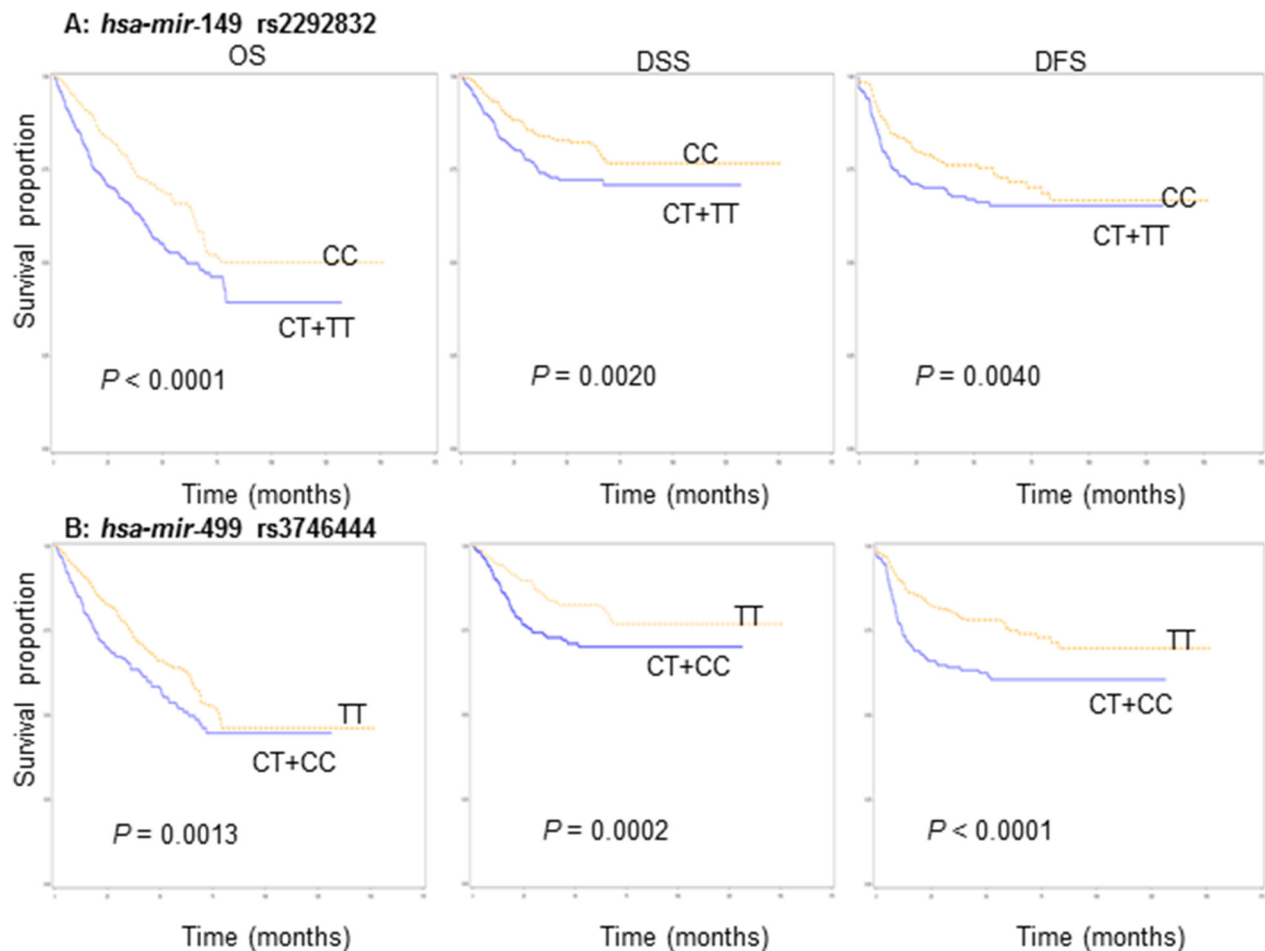 A: hsa-mir-149 rs2292832
OS
DSS
DFS
Survival proportion
CC
CT+TT
P < 0.0001
CC
CT+TT
P = 0.0020
CC
CT+TT
P = 0.0040
Time (months)
Time (months)
Time (months)
B: hsa-mir-499 rs3746444
Survival proportion
TT
CT+CC
P = 0.0013
TT
CT+CC
P = 0.0002
TT
CT+CC
P < 0.0001
Time (months)
Time (months)
Time (months)